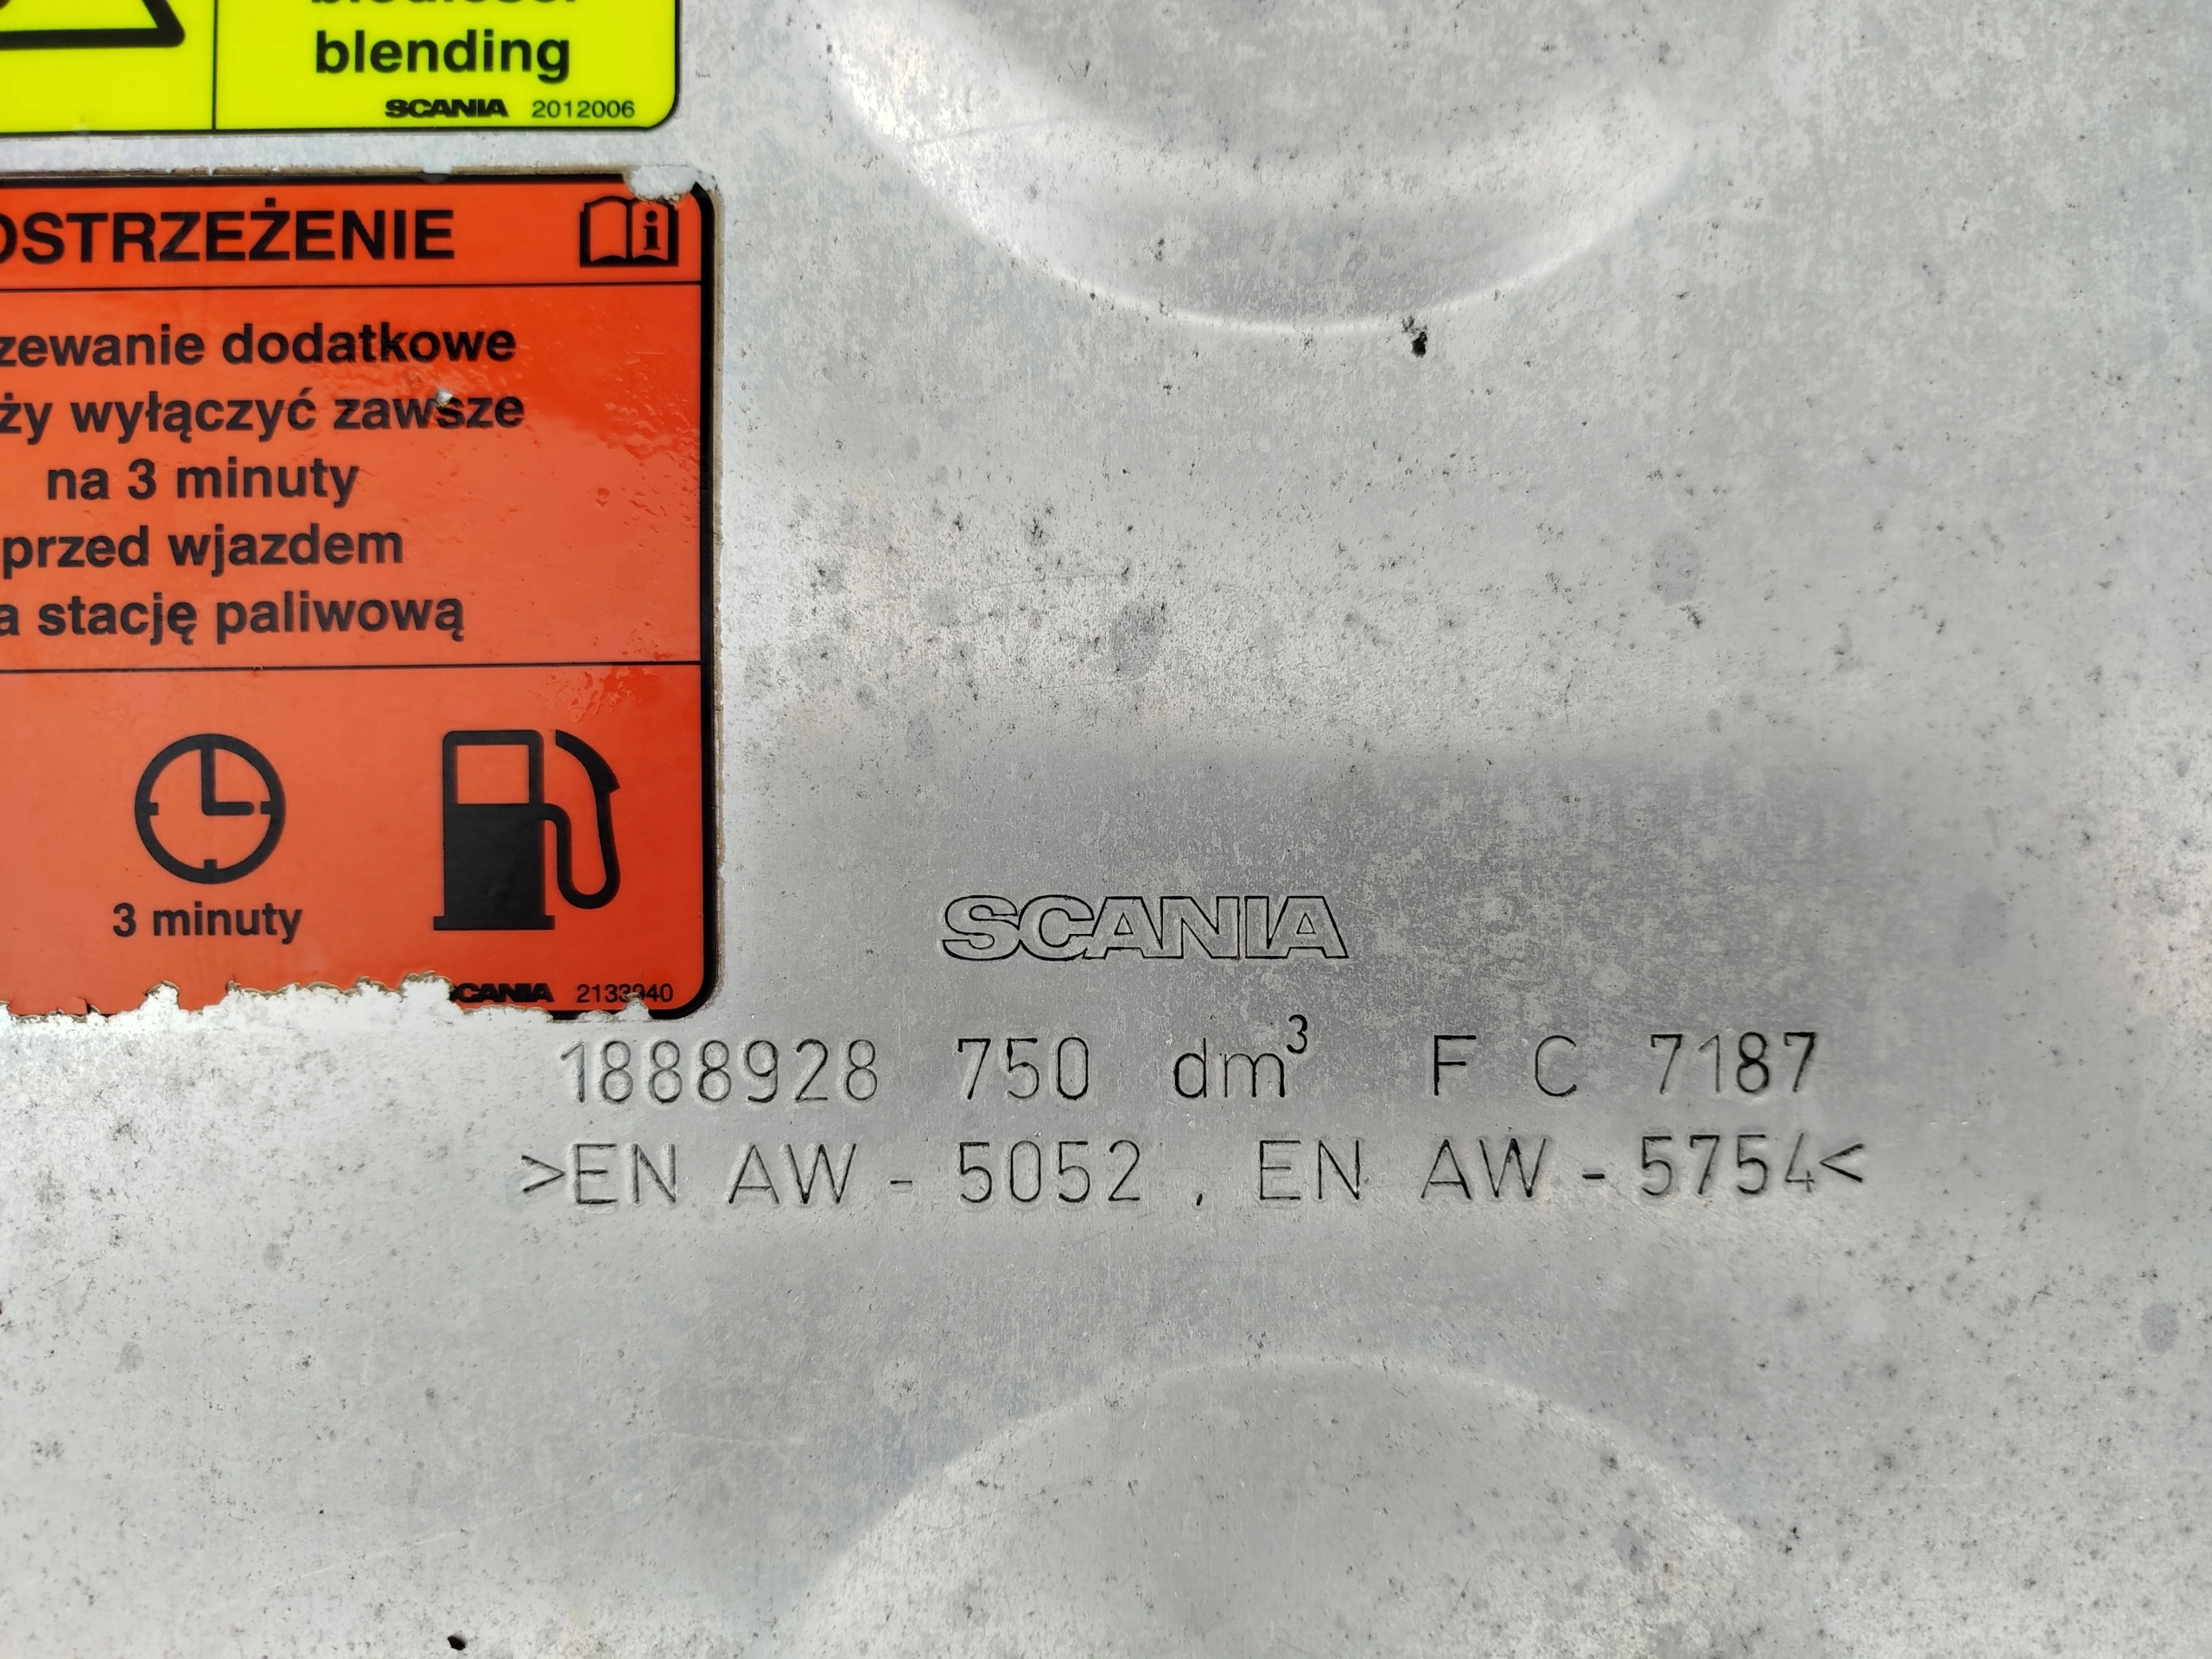 blending
SCANIA 2012006
OSTRZEŻENIE
zewanie dodatkowe
ży wyłączyć zawsze
na 3 minuty
przed wjazdem
a stację paliwową
3 minuty
SCANIA
SCANIA
1888928 750 dm³ F C 7187
>EN AW - 5052 , EN AW - 5754<